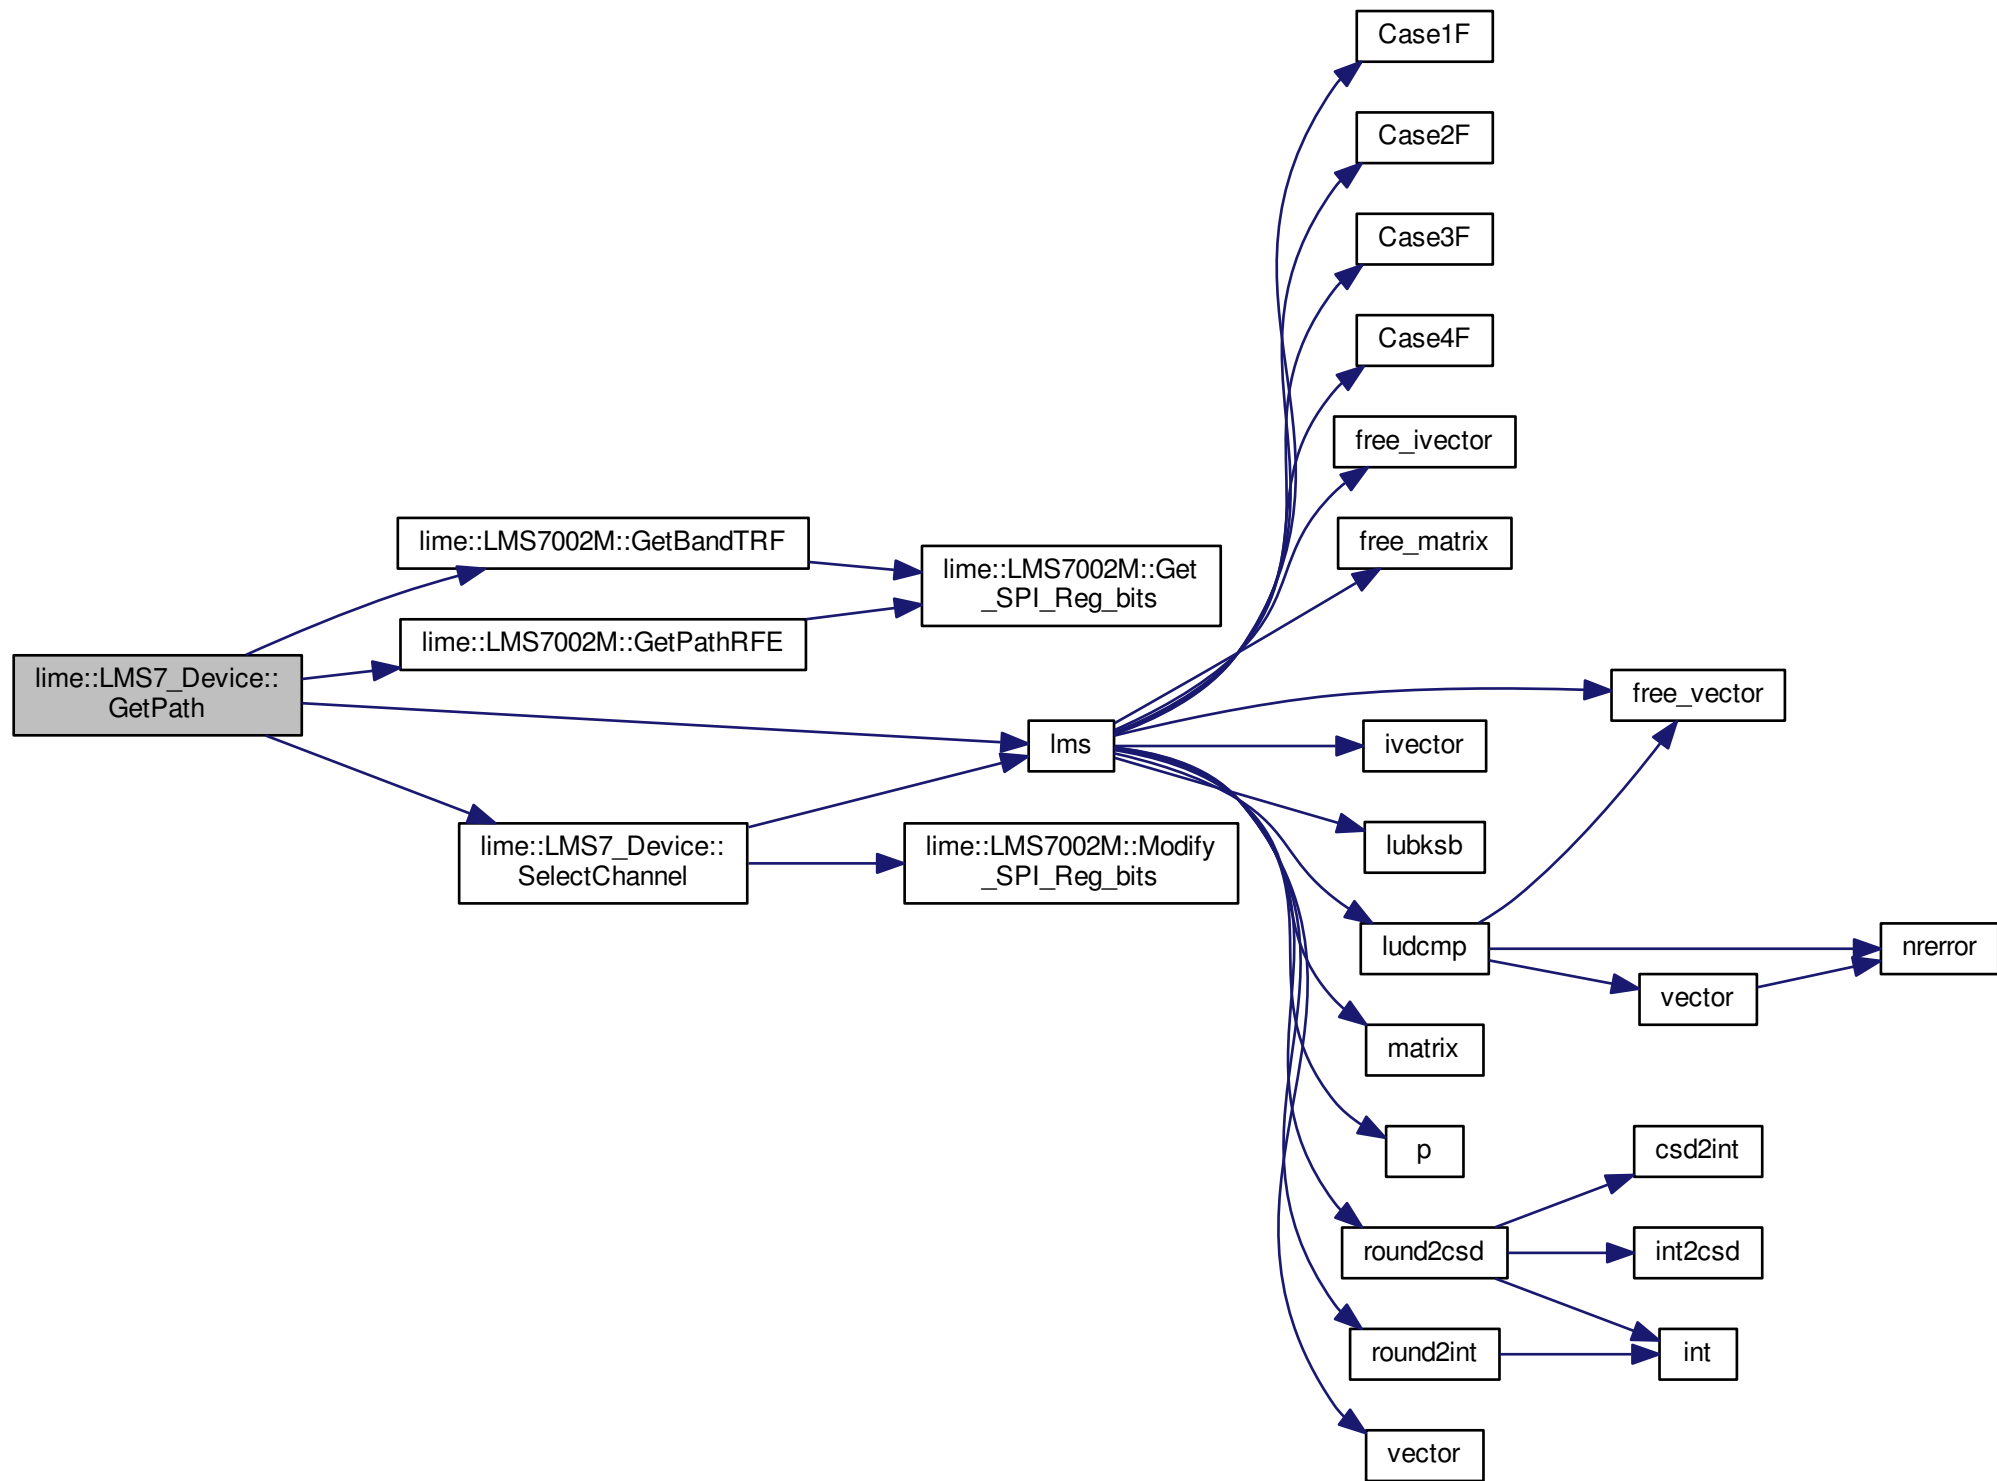 Case1F
Case2F
Case3F
Case4F
free_ivector
free_matrix
lime::LMS7002M::GetBandTRF
lime::LMS7002M::Get
_SPI_Reg_bits
lime::LMS7002M::GetPathRFE
lime::LMS7_Device::
GetPath
free_vector
lms
ivector
lime::LMS7_Device::
SelectChannel
lime::LMS7002M::Modify
_SPI_Reg_bits
lubksb
ludcmp
nrerror
vector
matrix
p
csd2int
round2csd
int2csd
round2int
int
vector